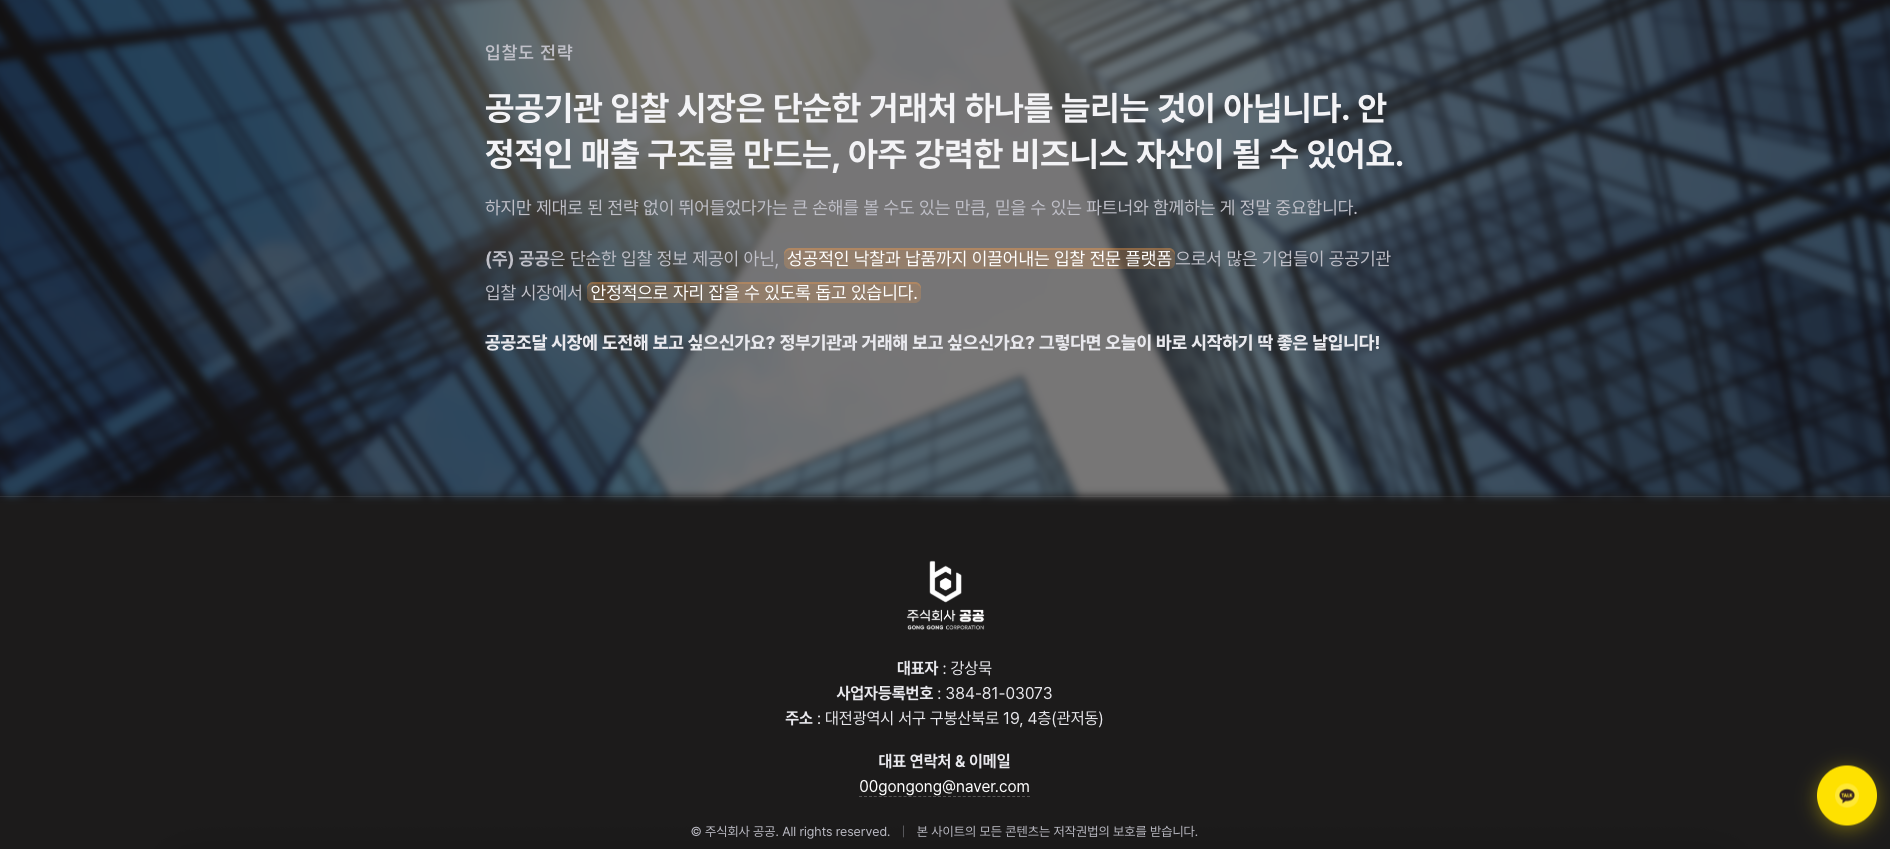 입찰도 전략
공공기관 입찰 시장은 단순한 거래처 하나를 늘리는 것이 아닙니다. 안
정적인 매출 구조를 만드는, 아주 강력한 비즈니스 자산이 될 수 있어요.
하지만 제대로 된 전략 없이 뛰어들었다가는 큰 손해를 볼 수도 있는 만큼, 믿을 수 있는 파트너와 함께하는 게 정말 중요합니다.
(주) 공공은 단순한 입찰 정보 제공이 아닌, 성공적인 낙찰과 납품까지 이끌어내는 입찰 전문 플랫폼으로서 많은 기업들이 공공기관
입찰 시장에서 안정적으로 자리 잡을 수 있도록 돕고 있습니다.
공공조달 시장에 도전해 보고 싶으신가요? 정부기관과 거래해 보고 싶으신가요? 그렇다면 오늘이 바로 시작하기 딱 좋은 날입니다!
주식회사 공공
GONG GONG CORPORATION
대표자 : 강상묵
사업자등록번호 : 384-81-03073
주소 : 대전광역시 서구 구봉산북로 19, 4층(관저동)
대표 연락처 & 이메일
00gongong@naver.com
TALK
© 주식회사 공공. All rights reserved. | 본 사이트의 모든 콘텐츠는 저작권법의 보호를 받습니다.